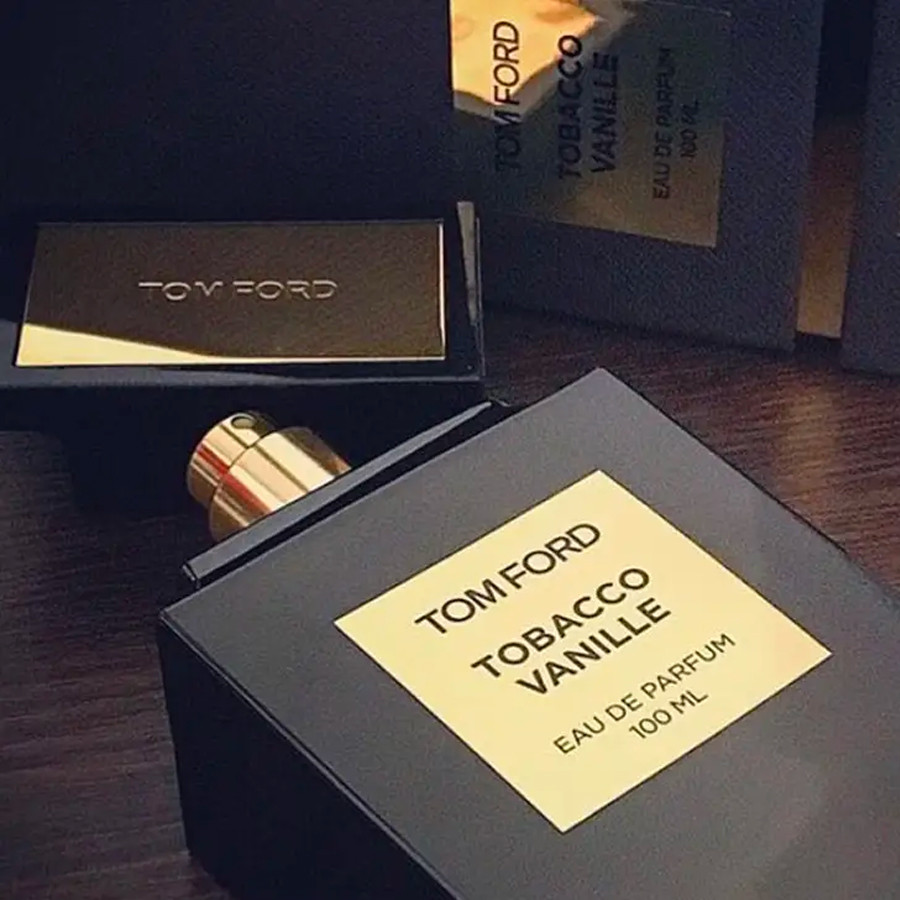 TOM FORD
TOBACCO
VANILLE
EAU DE PARFUM
100 ML
TOM FORD
TOM FORD
TOBACCO
VANILLE
EAU DE PARFUM
100 ML